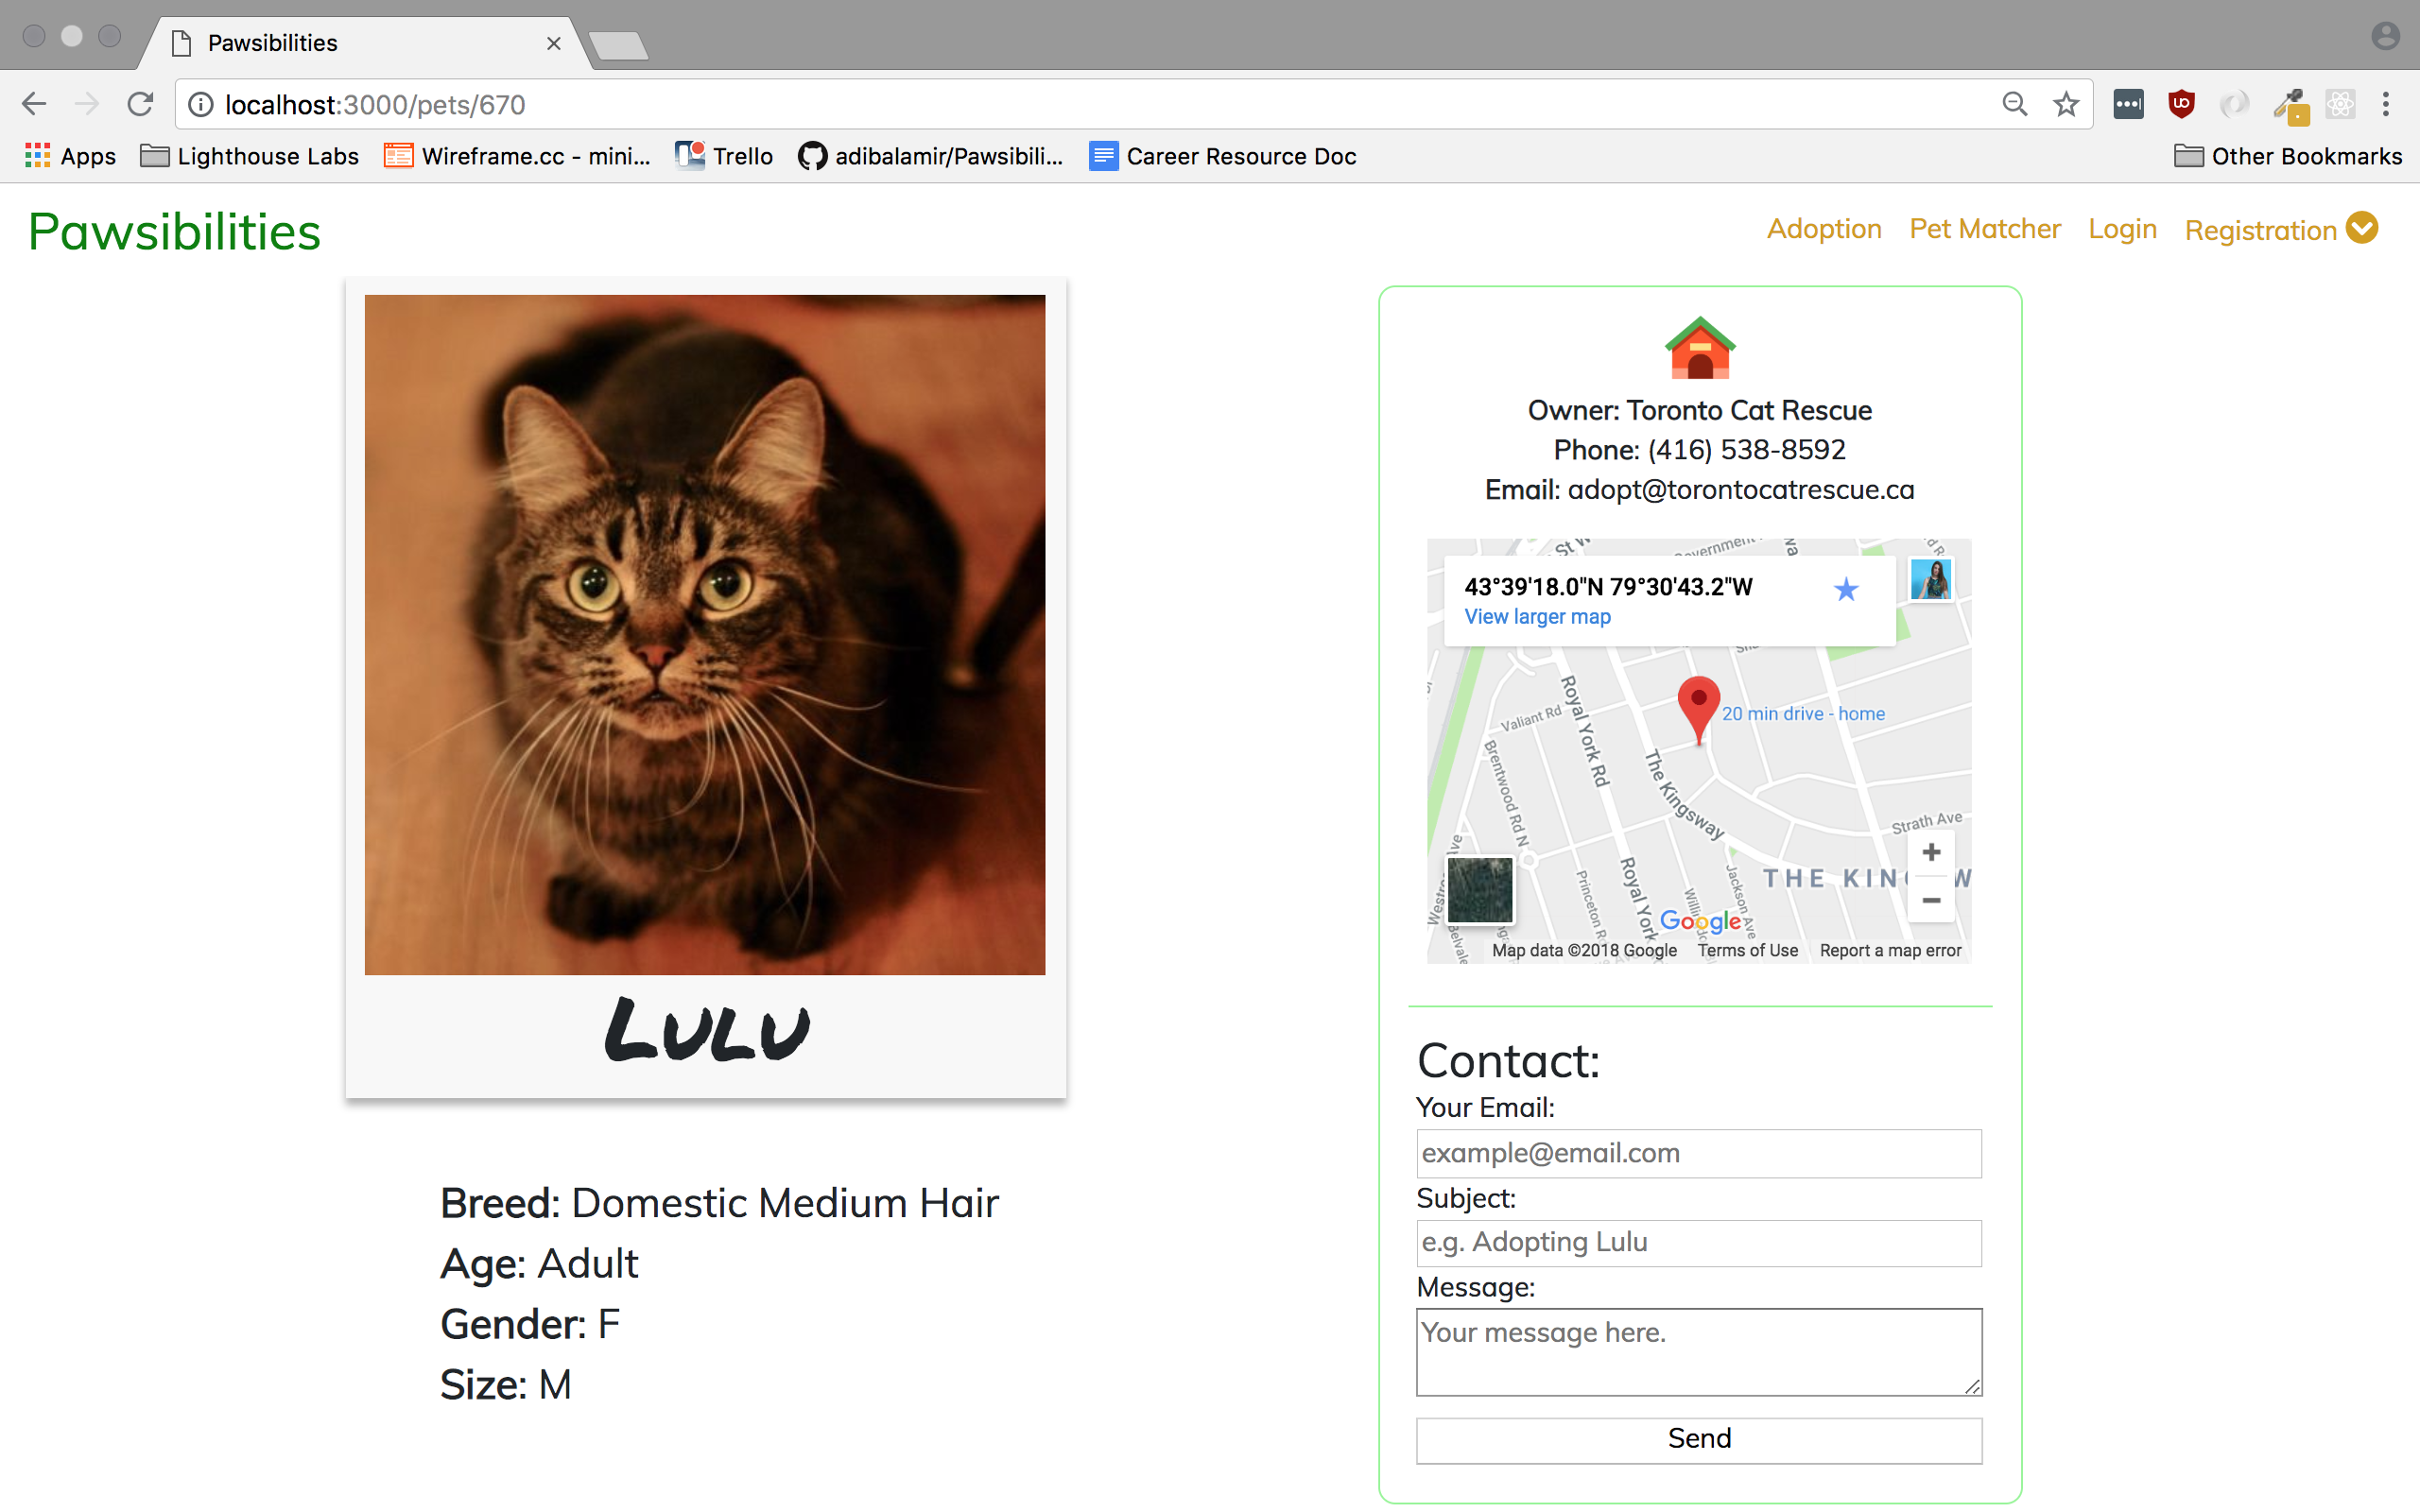 Pawsibilities
localhost:3000/pets/670
Apps Lighthouse Labs Wireframe.cc - mini... Trello adibalamir/Pawsibili... Career Resource Doc Other Bookmarks
Pawsibilities
Adoption Pet Matcher Login Registration
Lulu
Breed: Domestic Medium Hair
Age: Adult
Gender: F
Size: M
Owner: Toronto Cat Rescue
Phone: (416) 538-8592
Email: adopt@torontocatrescue.ca
43°39'18.0"N 79°30'43.2"W
View larger map
Royal York Rd
Valiant Rd
20 min drive - home
Brentwood Rd N
The Kingsway
Strath Ave
Royal York
Jackson Ave
THE KIN
Google
Map data ©2018 Google Terms of Use Report a map error
Contact:
Your Email:
example@email.com
Subject:
e.g. Adopting Lulu
Message:
Your message here.
Send